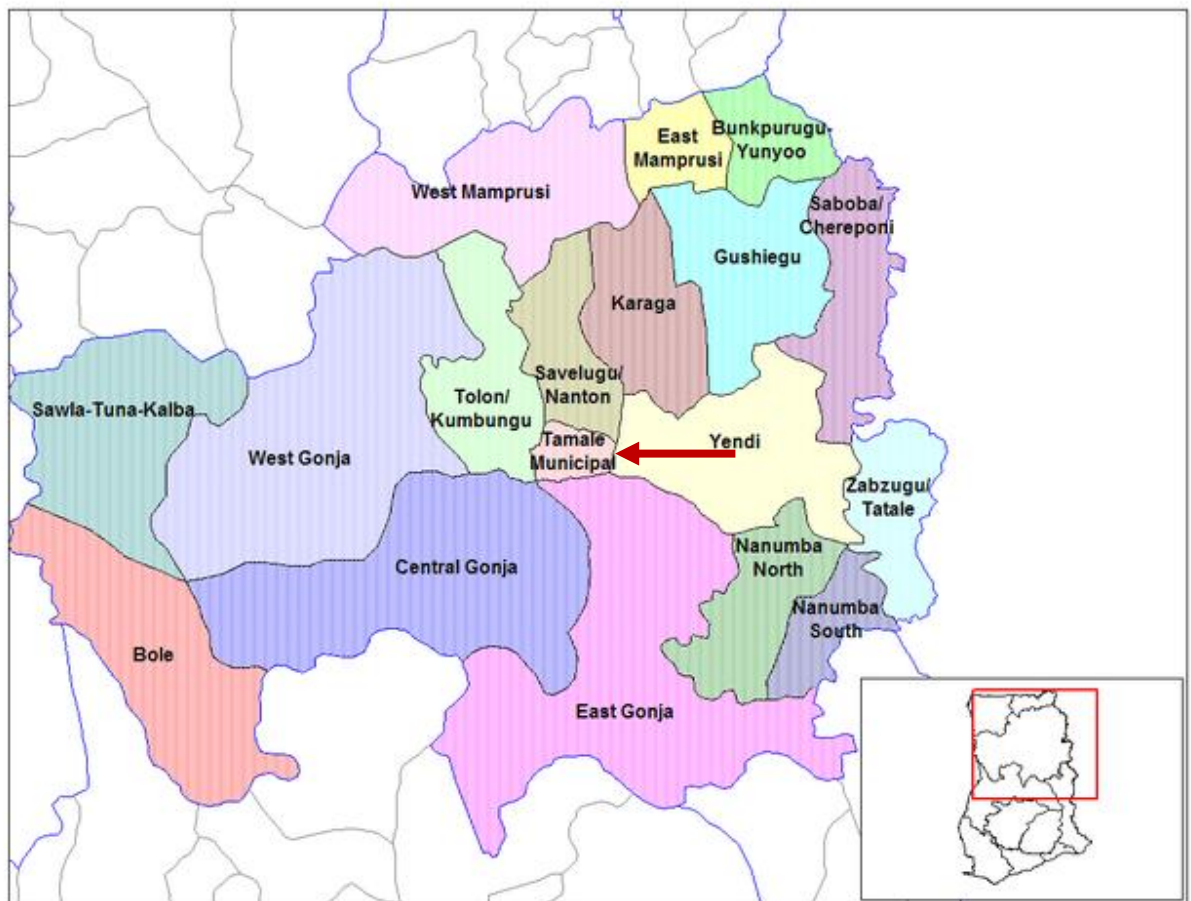 East
Mamprusi
Bunkpurugu-
Yunyoo
West Mamprusi
Saboba/
Chereponi
Gushiegu
Karaga
Savelugu/
Nanton
Tolon/
Kumbungu
Sawla-Tuna-Kalba
West Gonja
Tamale
Municipal
Yendi
Zabzugu/
Tatale
Nanumba
North
Central Gonja
Nanumba
South
Bole
East Gonja